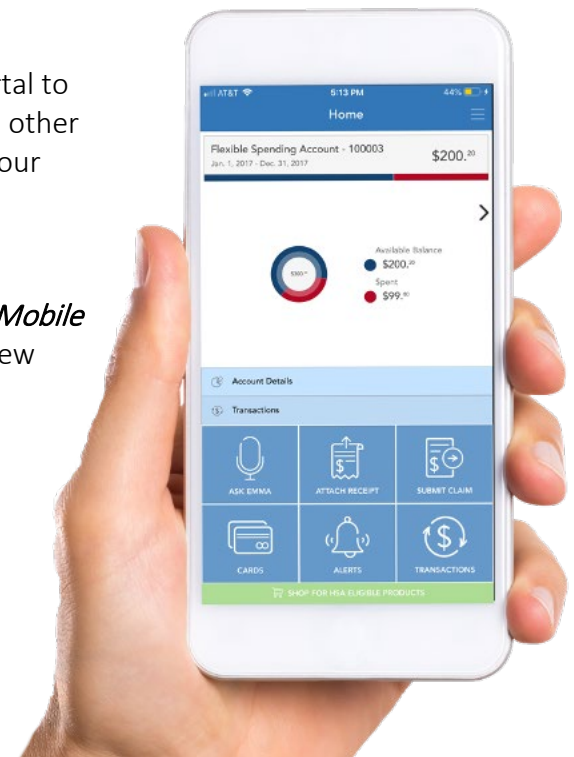 rtal to
other
our
Mobile
ew
AT&T 5:13 PM 44%
Home
Flexible Spending Account - 100003
Jan. 1, 2017 - Dec. 31, 2017
$200.20
Available Balance
$200.20
Spent
$99.80
Account Details
Transactions
ASK EMMA ATTACH RECEIPT SUBMIT CLAIM
CARDS ALERTS TRANSACTIONS
SHOP FOR HSA ELIGIBLE PRODUCTS